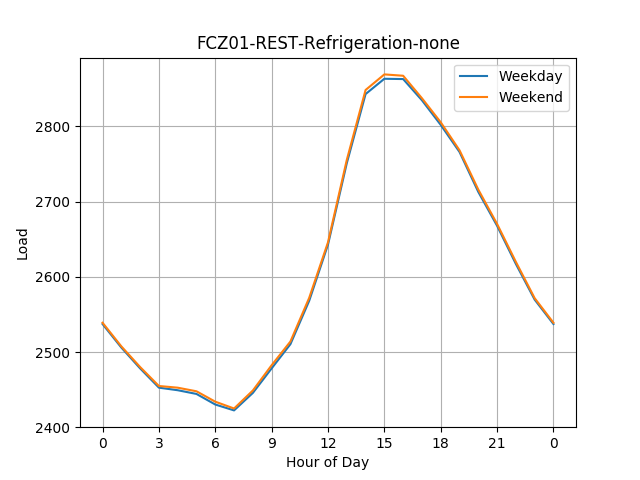 FCZ01-REST-Refrigeration-none
Weekday
Weekend
2800
2700
2600
2500
2400
Load
0 3 6 9 12 15 18 21 0
Hour of Day